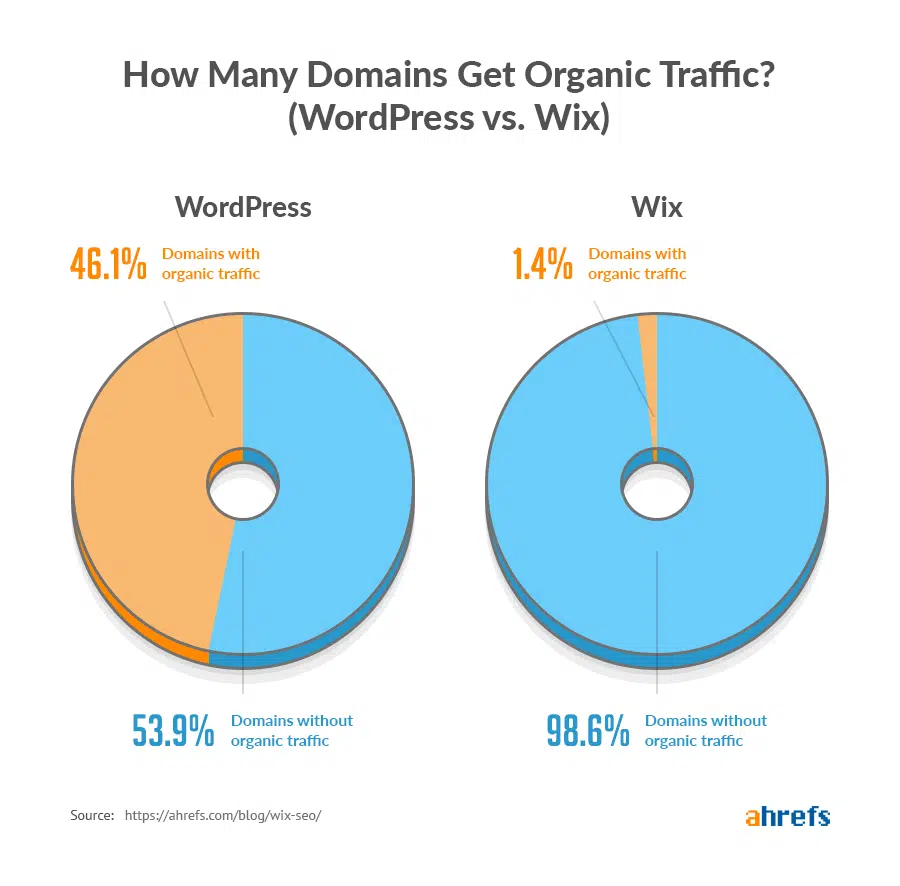 How Many Domains Get Organic Traffic?
(WordPress vs. Wix)
WordPress
46.1%
Domains with
organic traffic
53.9%
Domains without
organic traffic
Wix
1.4%
Domains with
organic traffic
98.6%
Domains without
organic traffic
Source: https://ahrefs.com/blog/wix-seo/
ahrefs